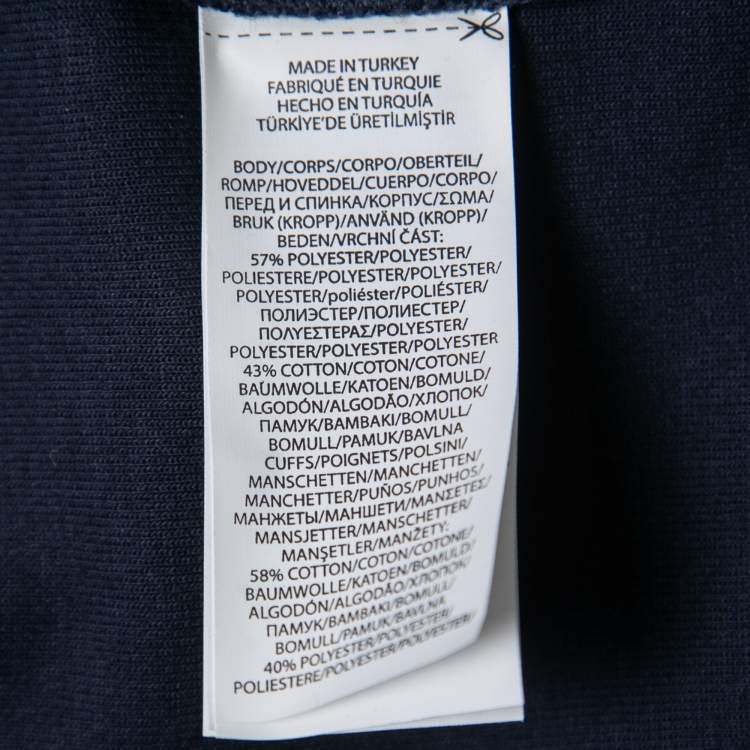 MADE IN TURKEY
FABRIQUÉ EN TURQUIE
HECHO EN TURQUÍA
TÜRKİYE'DE ÜRETİLMİŞTİR
BODY/CORPS/CORPO/OBERTEIL/
ROMP/HOVEDDEL/CUERPO/CORPO/
ПЕРЕД И СПИНКА/КОРПУС/ΣΩΜΑ/
BRUK (KROPP)/ANVÄND (KROPP)/
BEDEN/VRCHNÍ ČÁST:
57% POLYESTER/POLYESTER/
POLIESTERE/POLYESTER/POLYESTER/
POLYESTER/poliéster/POLIÉSTER/
ПОЛИЭСТЕР/ПОЛИЕСТЕР/
ΠΟΛΥΕΣΤΕΡΑΣ/POLYESTER/
POLYESTER/POLYESTER/POLYESTER
43% COTTON/COTON/COTONE/
BAUMWOLLE/KATOEN/BOMULD/
ALGODÓN/ALGODÃO/ХЛОПОК/
ПАМУК/ΒΑΜΒΑΚΙ/BOMULL/
BOMULL/PAMUK/BAVLNA
CUFFS/POIGNETS/POLSINI/
MANSCHETTEN/MANCHETTEN/
MANCHETTER/PUÑOS/PUNHOS/
МАНЖЕТЫ/МАНШЕТИ/ΜΑΝΣΕΤΕΣ/
MANSJETTER/MANSCHETTER/
MANŞETLER/MANŽETY:
58% COTTON/COTON/COTONE/
BAUMWOLLE/KATOEN/BOMULD/
ALGODÓN/ALGODÃO/ХЛОПОК/
ПАМУК/ΒΑΜΒΑΚΙ/BOMULL/
BOMULL/PAMUK/BAVLNA
40% POLYESTER/POLYESTER/
POLIESTERE/POLYESTER/POLYESTER/